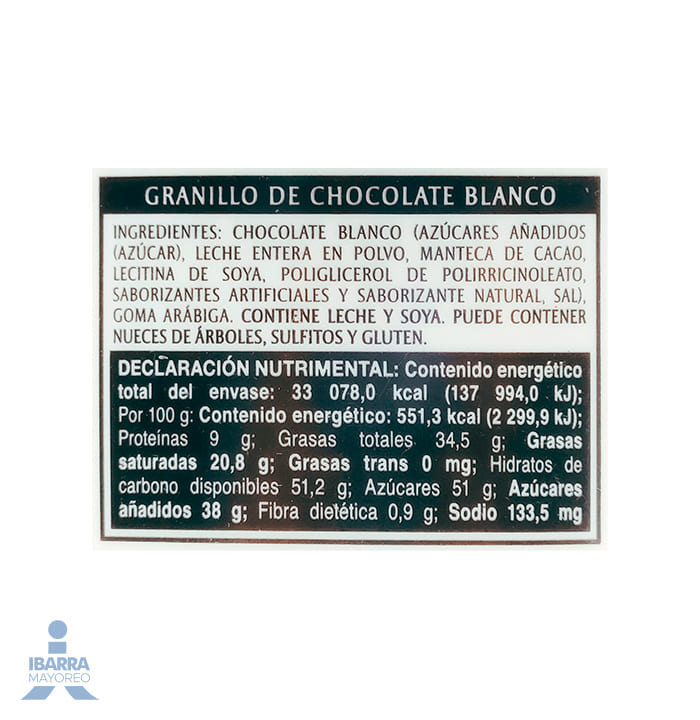 GRANILLO DE CHOCOLATE BLANCO
INGREDIENTES: CHOCOLATE BLANCO (AZÚCARES AÑADIDOS
(AZÚCAR), LECHE ENTERA EN POLVO, MANTECA DE CACAO,
LECITINA DE SOYA, POLIGLICEROL DE POLIRRICINOLEATO,
SABORIZANTES ARTIFICIALES Y SABORIZANTE NATURAL, SAL),
GOMA ARÁBIGA. CONTIENE LECHE Y SOYA. PUEDE CONTENER
NUECES DE ÁRBOLES, SULFITOS Y GLUTEN.
DECLARACIÓN NUTRIMENTAL: Contenido energético
total del envase: 33 078,0 kcal (137 994,0 kJ);
Por 100 g: Contenido energético: 551,3 kcal (2 299,9 kJ);
Proteínas 9 g; Grasas totales 34,5 g; Grasas
saturadas 20,8 g; Grasas trans 0 mg; Hidratos de
carbono disponibles 51,2 g; Azúcares 51 g; Azúcares
añadidos 38 g; Fibra dietética 0,9 g; Sodio 133,5 mg
IBARRA
MAYOREO